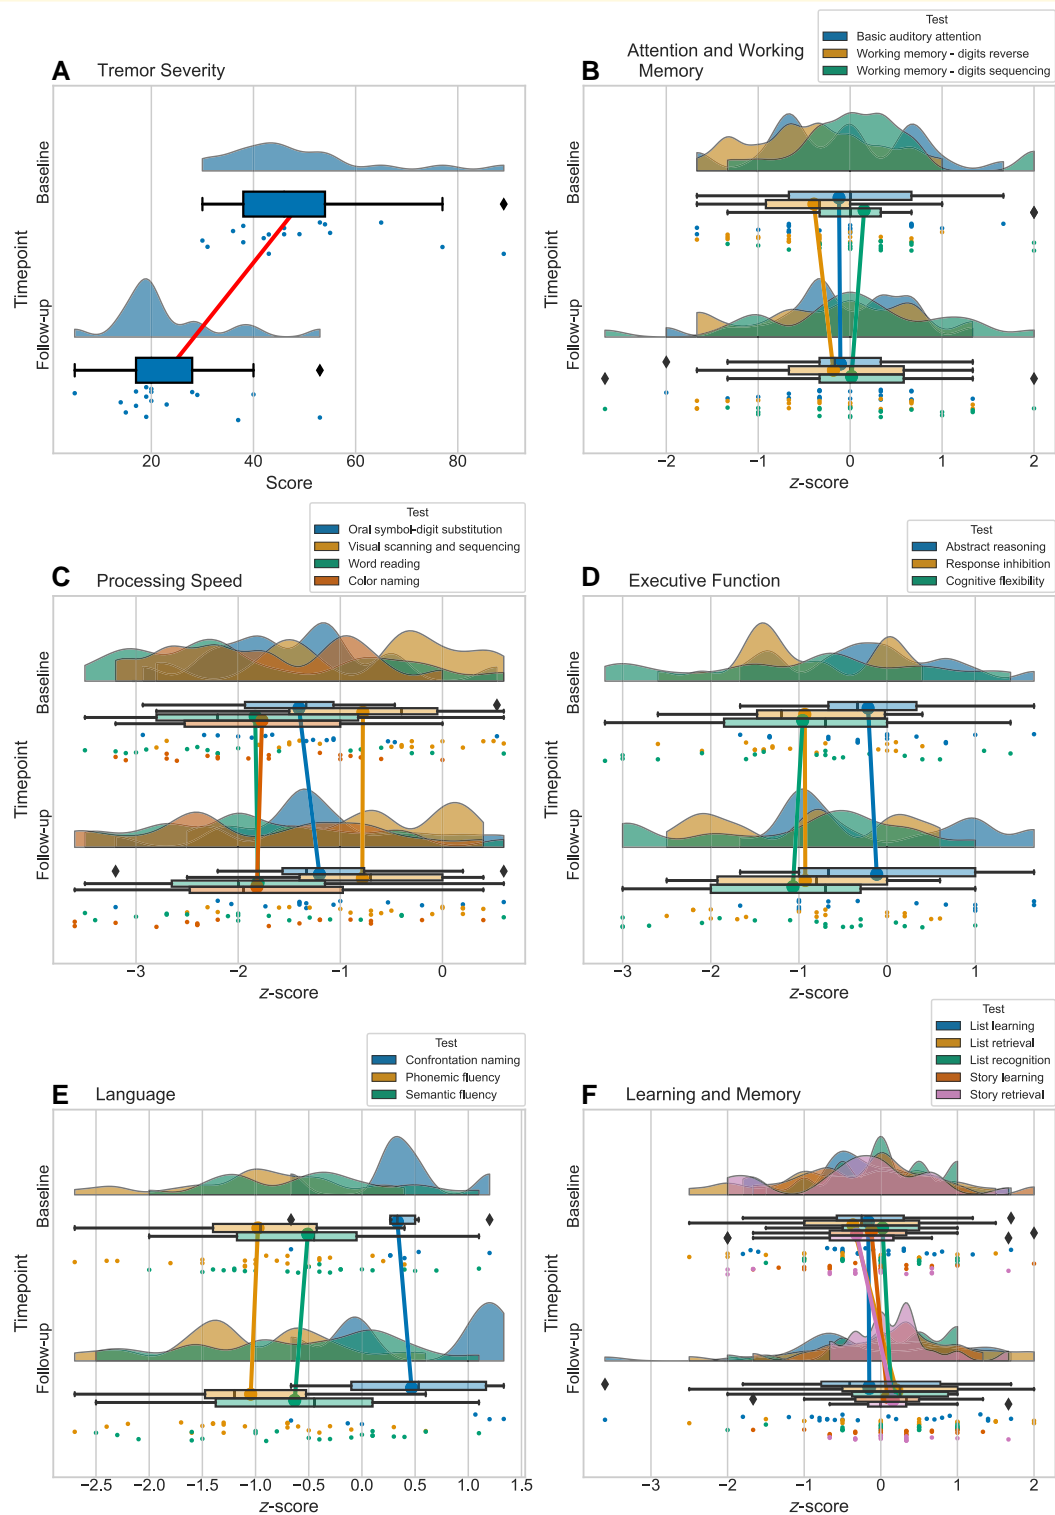 A Tremor Severity
Baseline
Timepoint
Follow-up
20 40 60 80
Score
Test
Basic auditory attention
Working memory - digits reverse
Working memory - digits sequencing
B Attention and Working
Memory
Baseline
Timepoint
Follow-up
−2 −1 0 1 2
z-score
Test
Oral symbol-digit substitution
Visual scanning and sequencing
Word reading
Color naming
C Processing Speed
Baseline
Timepoint
Follow-up
−3 −2 −1 0
z-score
Test
Abstract reasoning
Response inhibition
Cognitive flexibility
D Executive Function
Baseline
Timepoint
Follow-up
−3 −2 −1 0 1
z-score
Test
Confrontation naming
Phonemic fluency
Semantic fluency
E Language
Baseline
Timepoint
Follow-up
−2.5 −2.0 −1.5 −1.0 −0.5 0.0 0.5 1.0 1.5
z-score
Test
List learning
List retrieval
List recognition
Story learning
Story retrieval
F Learning and Memory
Baseline
Timepoint
Follow-up
−3 −2 −1 0 1 2
z-score